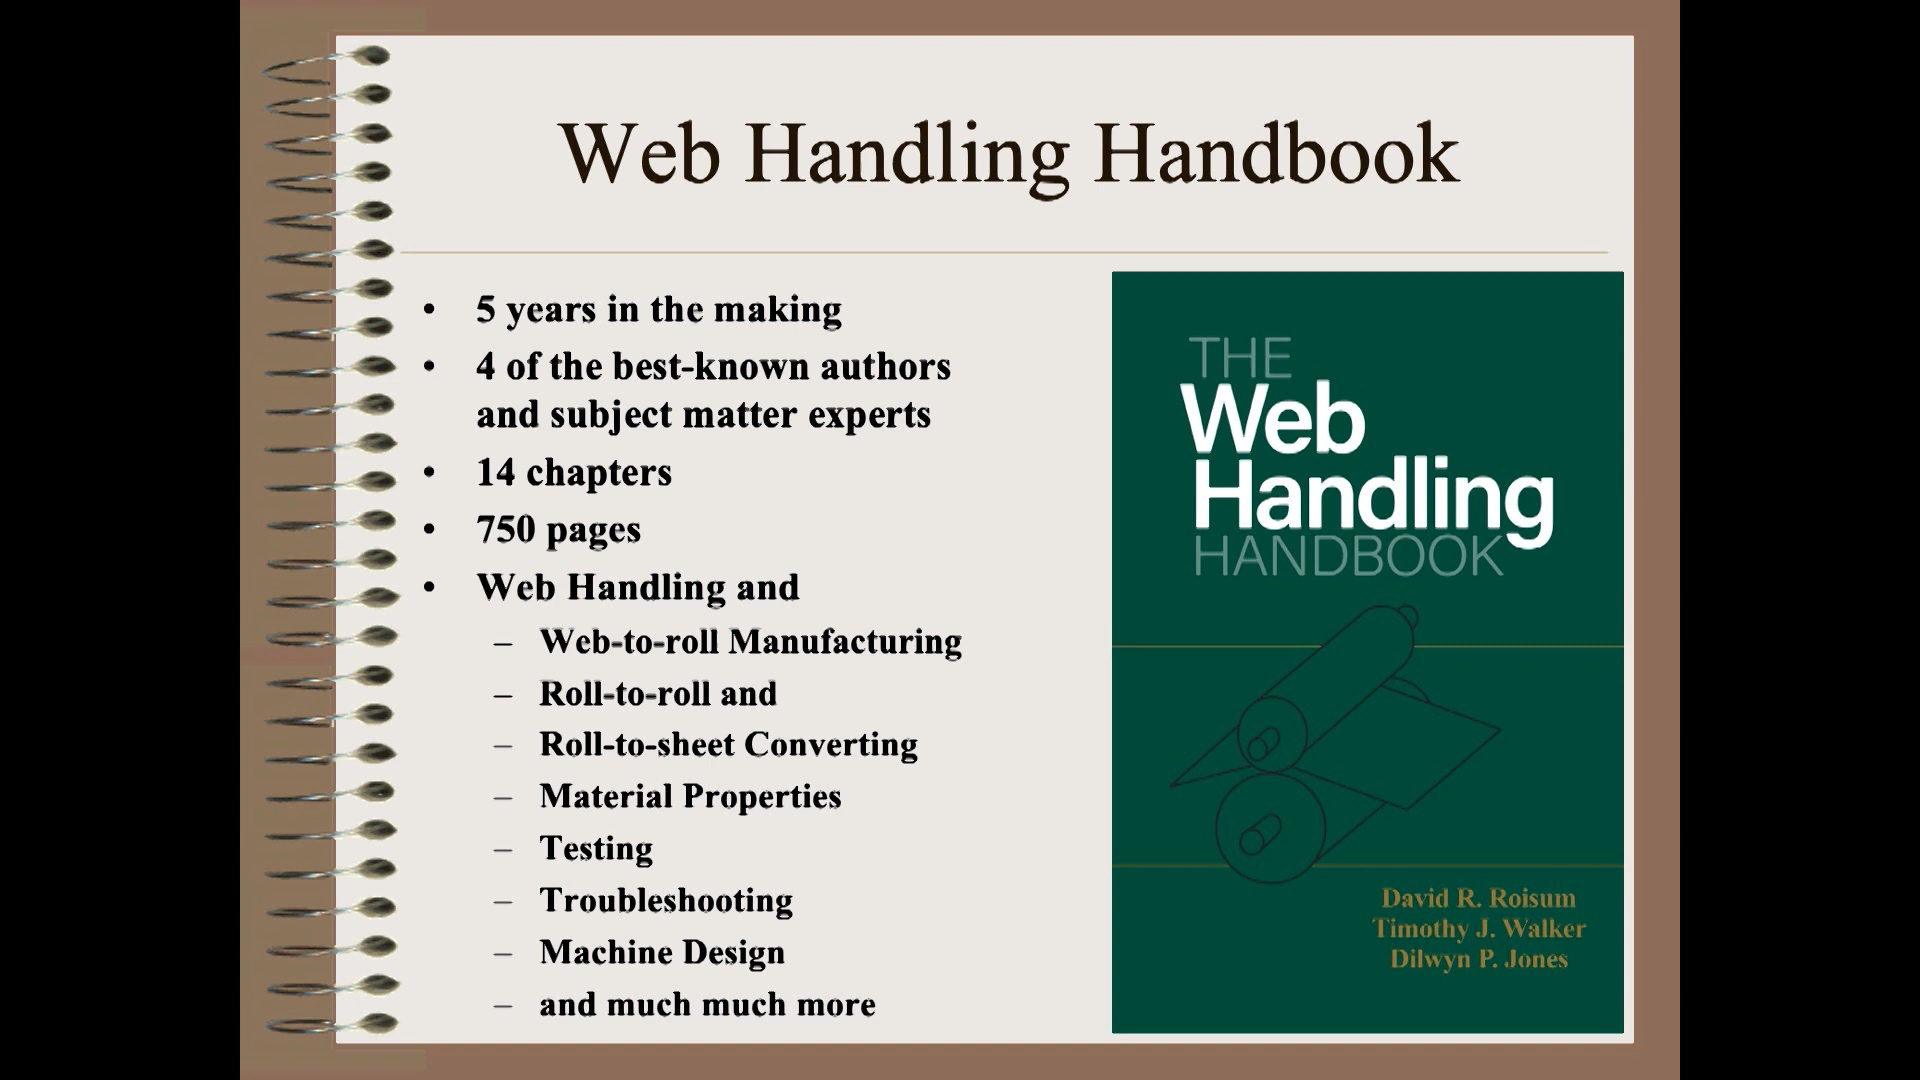 Web Handling Handbook
• 5 years in the making
• 4 of the best-known authors
and subject matter experts
• 14 chapters
• 750 pages
• Web Handling and
– Web-to-roll Manufacturing
– Roll-to-roll and
– Roll-to-sheet Converting
– Material Properties
– Testing
– Troubleshooting
– Machine Design
– and much much more
THE
Web
Handling
HANDBOOK
David R. Roisum
Timothy J. Walker
Dilwyn P. Jones